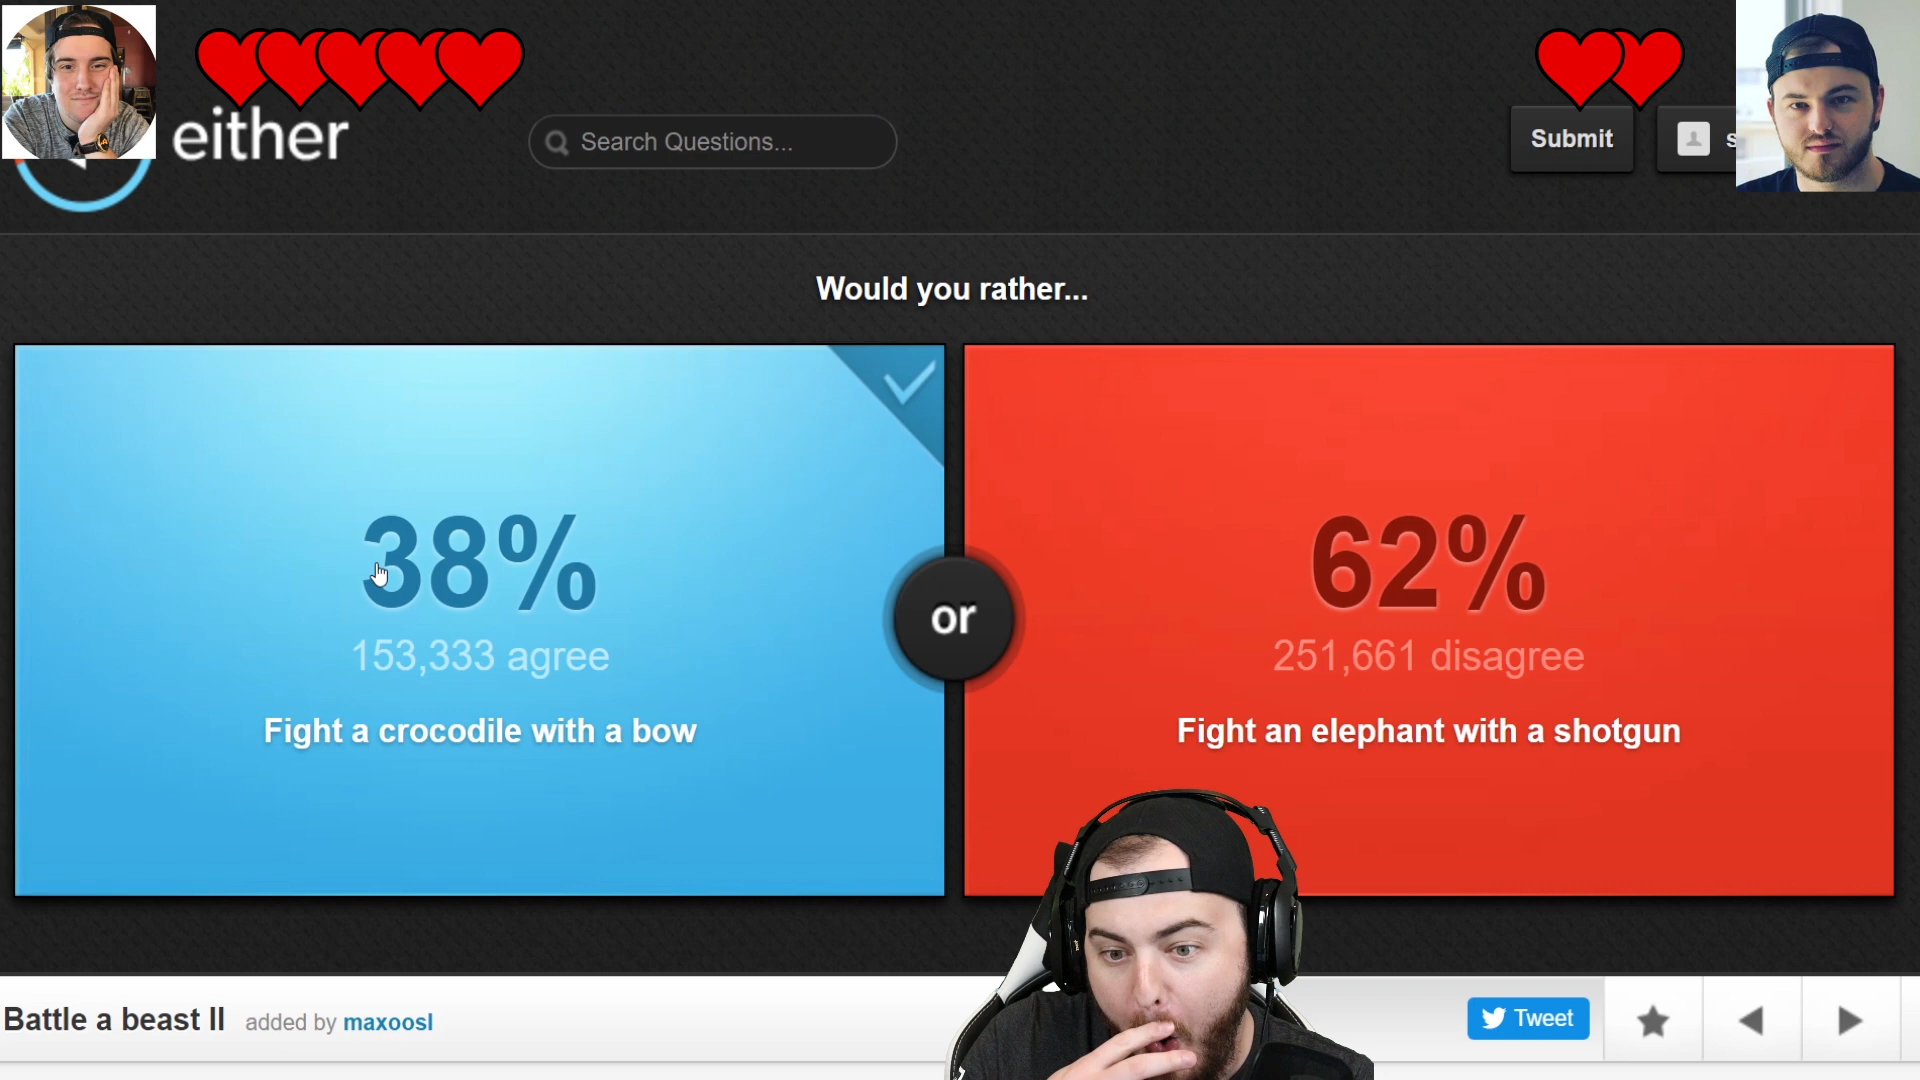 either
Search Questions...
Submit
s
Would you rather...
38%
153,333 agree
Fight a crocodile with a bow
or
62%
251,661 disagree
Fight an elephant with a shotgun
Battle a beast II added by maxoosl
Tweet